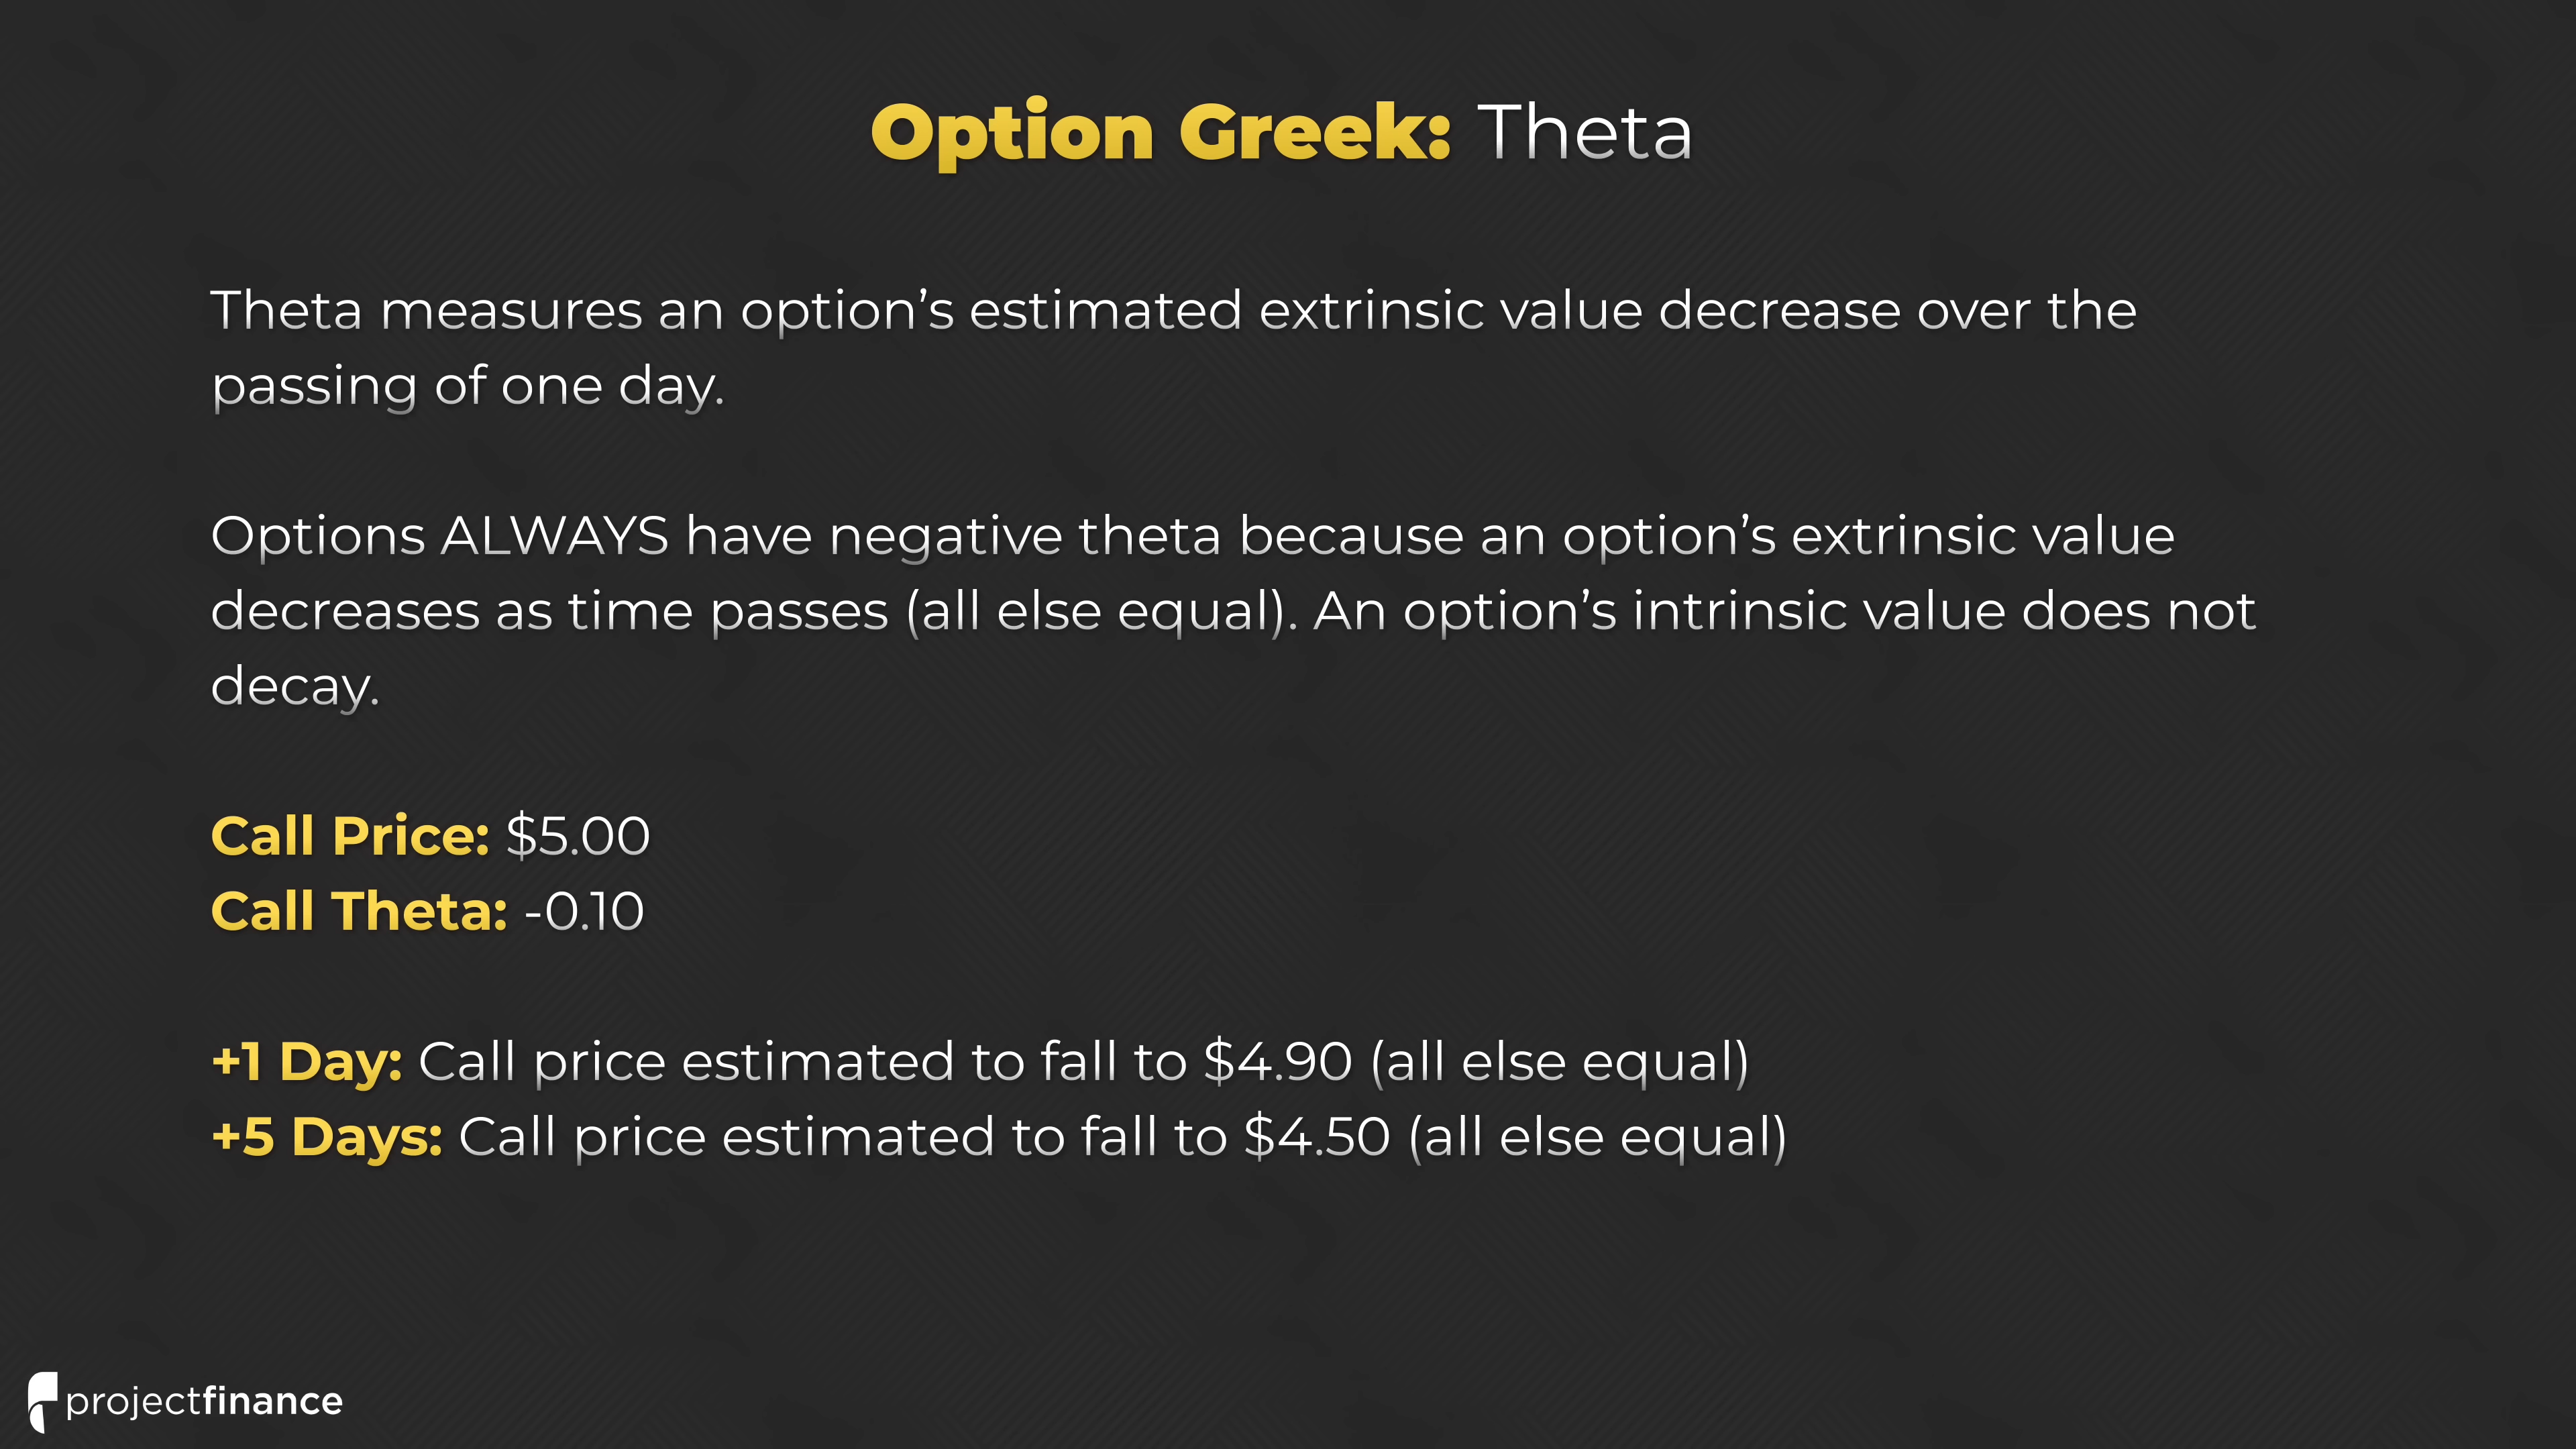 Option Greek: Theta
Theta measures an option’s estimated extrinsic value decrease over the
passing of one day.
Options ALWAYS have negative theta because an option’s extrinsic value
decreases as time passes (all else equal). An option’s intrinsic value does not
decay.
Call Price: $5.00
Call Theta: -0.10
+1 Day: Call price estimated to fall to $4.90 (all else equal)
+5 Days: Call price estimated to fall to $4.50 (all else equal)
projectfinance